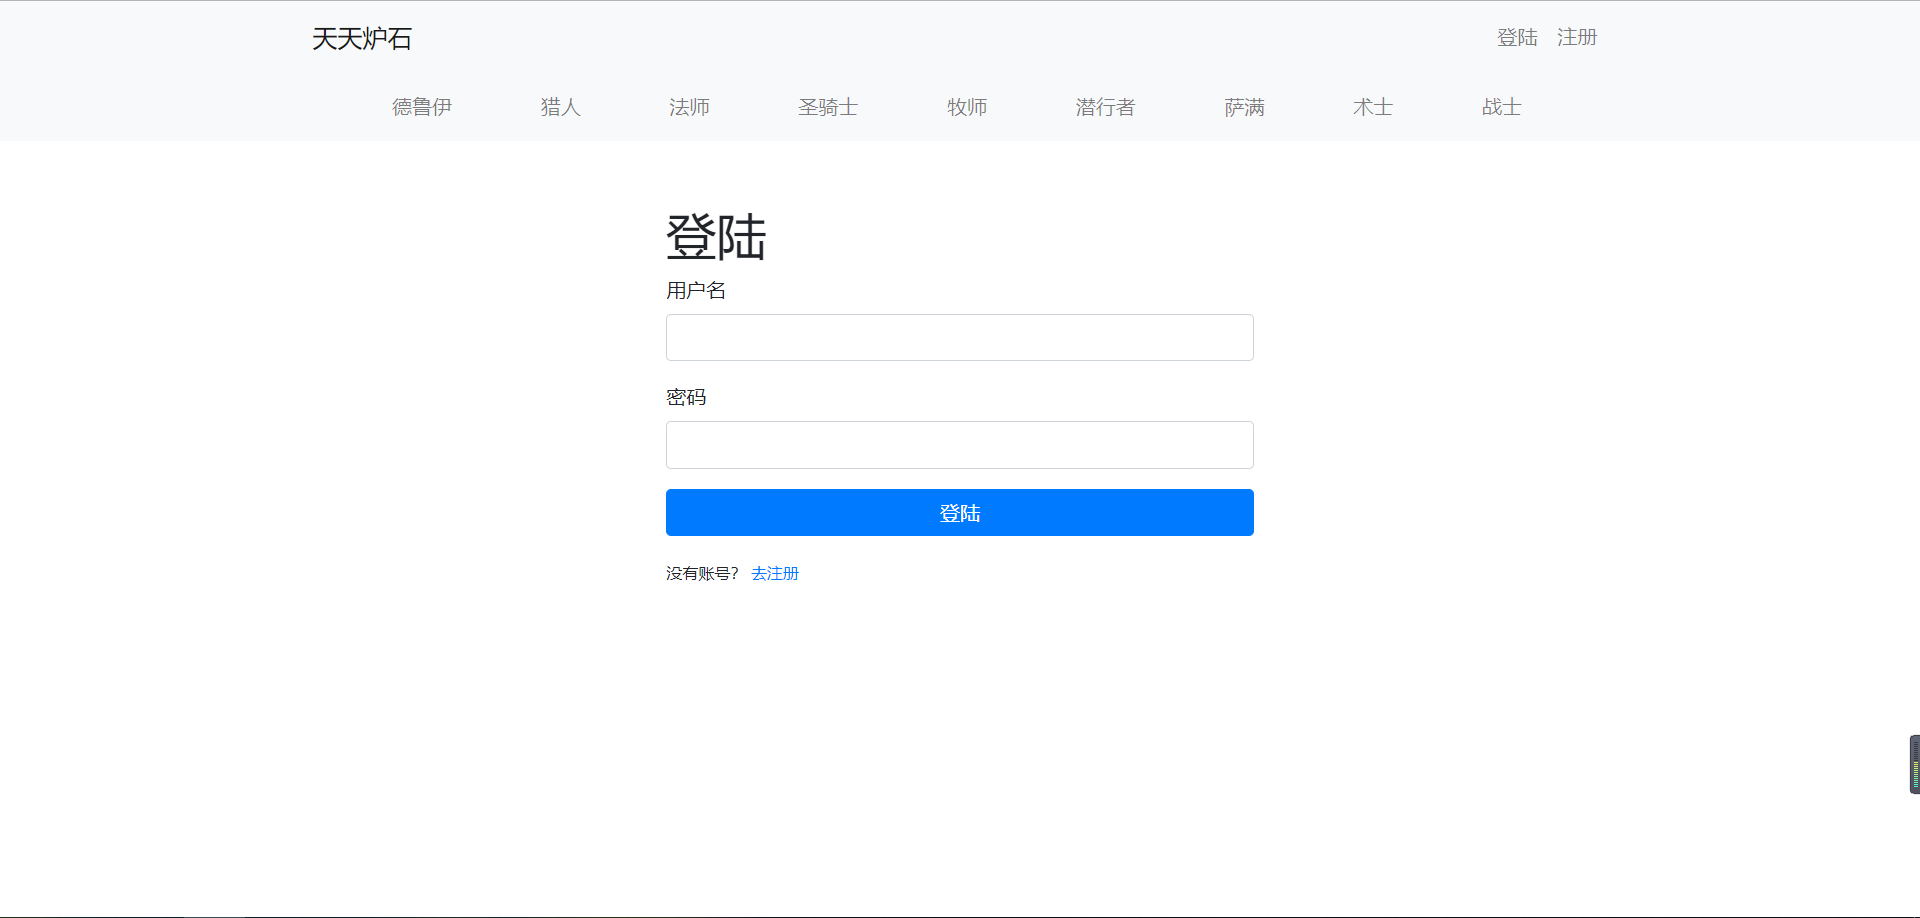 天天炉石 登陆 注册
德鲁伊 猎人 法师 圣骑士 牧师 潜行者 萨满 术士 战士
登陆
用户名
密码
登陆
没有账号? 去注册